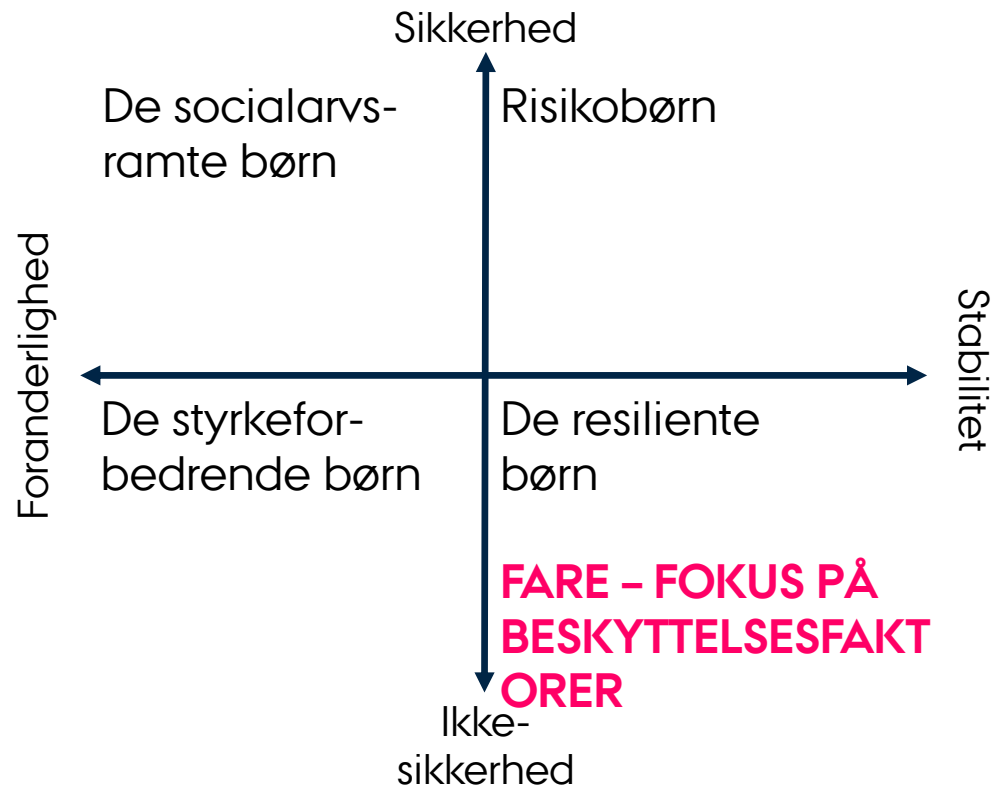 Sikkerhed
De socialarvs-
ramte børn
Risikobørn
Foranderlighed
Stabilitet
De styrkefor-
bedrende børn
De resiliente
børn
FARE – FOKUS PÅ
BESKYTTELSESFAKT
ORER
Ikke-
sikkerhed